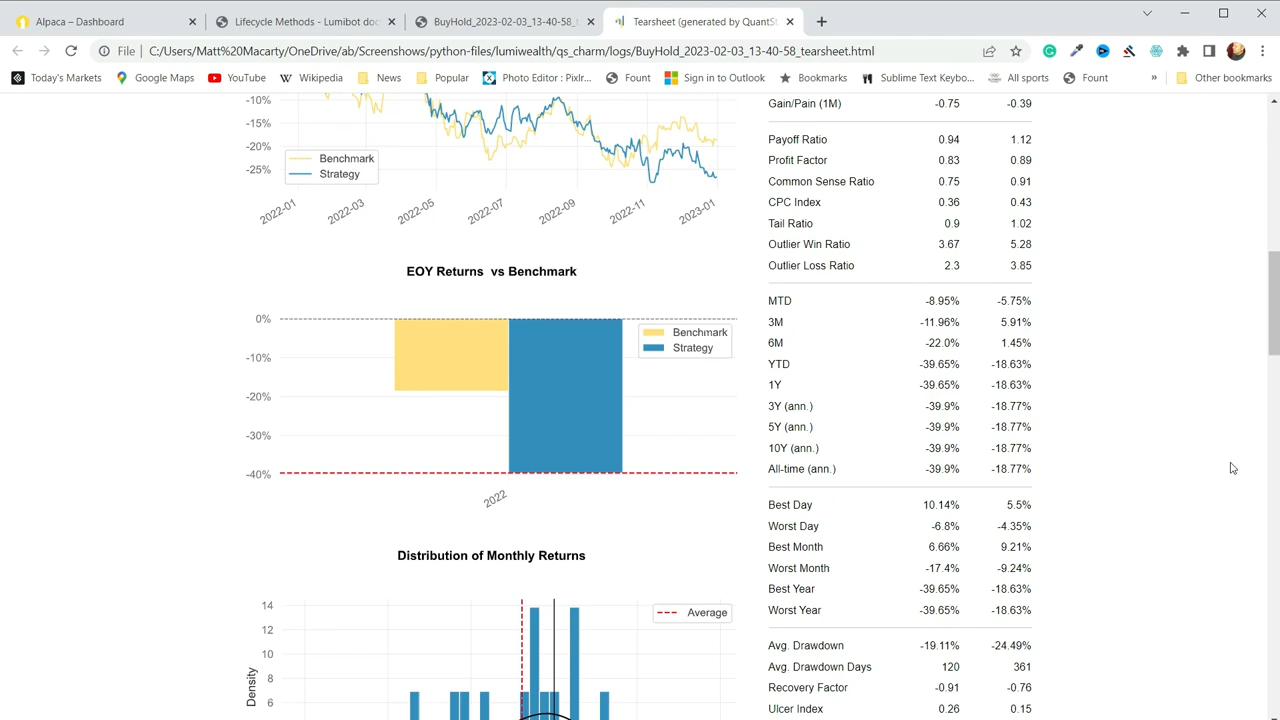 Alpaca – Dashboard
Lifecycle Methods - Lumibot doc
BuyHold_2023-02-03_13-40-58_t
Tearsheet (generated by QuantSt
File
C:/Users/Matt%20Macarty/OneDrive/ab/Screenshows/python-files/lumiwealth/qs_charm/logs/BuyHold_2023-02-03_13-40-58_tearsheet.html
Today's Markets
Google Maps
YouTube
Wikipedia
News
Popular
Photo Editor : Pixlr...
Fount
Sign in to Outlook
Bookmarks
Sublime Text Keybo...
All sports
Fount
»
Other bookmarks
-10%
-15%
-20%
-25%
Benchmark
Strategy
2022-01
2022-03
2022-05
2022-07
2022-09
2022-11
2023-01
EOY Returns vs Benchmark
0%
-10%
-20%
-30%
-40%
Benchmark
Strategy
2022
Distribution of Monthly Returns
14
12
10
8
6
Density
Average
Gain/Pain (1M) -0.75 -0.39
Payoff Ratio 0.94 1.12
Profit Factor 0.83 0.89
Common Sense Ratio 0.75 0.91
CPC Index 0.36 0.43
Tail Ratio 0.9 1.02
Outlier Win Ratio 3.67 5.28
Outlier Loss Ratio 2.3 3.85
MTD -8.95% -5.75%
3M -11.96% 5.91%
6M -22.0% 1.45%
YTD -39.65% -18.63%
1Y -39.65% -18.63%
3Y (ann.) -39.9% -18.77%
5Y (ann.) -39.9% -18.77%
10Y (ann.) -39.9% -18.77%
All-time (ann.) -39.9% -18.77%
Best Day 10.14% 5.5%
Worst Day -6.8% -4.35%
Best Month 6.66% 9.21%
Worst Month -17.4% -9.24%
Best Year -39.65% -18.63%
Worst Year -39.65% -18.63%
Avg. Drawdown -19.11% -24.49%
Avg. Drawdown Days 120 361
Recovery Factor -0.91 -0.76
Ulcer Index 0.26 0.15